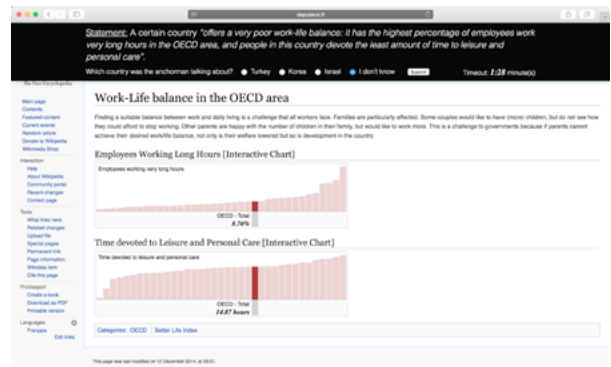 Statement: A certain country "offers a very poor work-life balance: it has the highest percentage of employees work
very long hours in the OECD area, and people in this country devote the least amount of time to leisure and
personal care".
Which country was the anchorman talking about? Turkey Korea Israel I don't know Submit Timeout: 1:28 minute(s)
The Free Encyclopedia
Main page
Contents
Featured content
Current events
Random article
Donate to Wikipedia
Wikimedia Shop
Interaction
Help
About Wikipedia
Community portal
Recent changes
Contact page
Tools
What links here
Related changes
Upload file
Special pages
Permanent link
Page information
Wikidata item
Cite this page
Print/export
Create a book
Download as PDF
Printable version
Languages
Français
Edit links
Work-Life balance in the OECD area
Finding a suitable balance between work and daily living is a challenge that all workers face. Families are particularly affected. Some couples would like to have (more) children, but do not see how
they could afford to stop working. Other parents are happy with the number of children in their family, but would like to work more. This is a challenge to governments because if parents cannot
achieve their desired work/life balance, not only is their welfare lowered but so is development in the country.
Employees Working Long Hours [Interactive Chart]
Employees working very long hours
OECD - Total
8.76%
Time devoted to Leisure and Personal Care [Interactive Chart]
Time devoted to leisure and personal care
OECD - Total
14.87 hours
Categories: OECD | Better Life Index
This page was last modified on 12 December 2014, at 09:01.